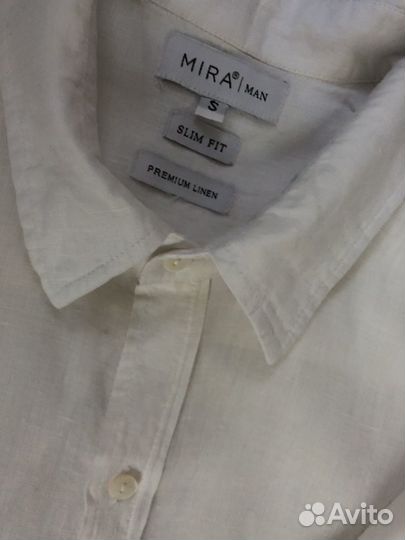 MIRA® | MAN
S
SLIM FIT
PREMIUM LINEN
Avito